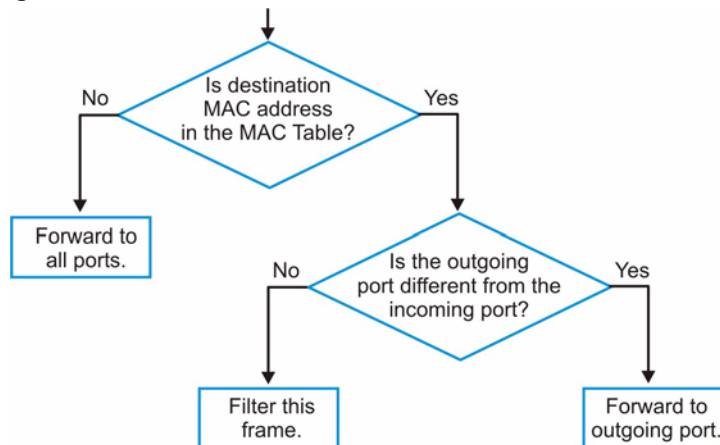 Is destination
MAC address
in the MAC Table?
No
Yes
Forward to
all ports.
Is the outgoing
port different from the
incoming port?
No
Yes
Filter this
frame.
Forward to
outgoing port.